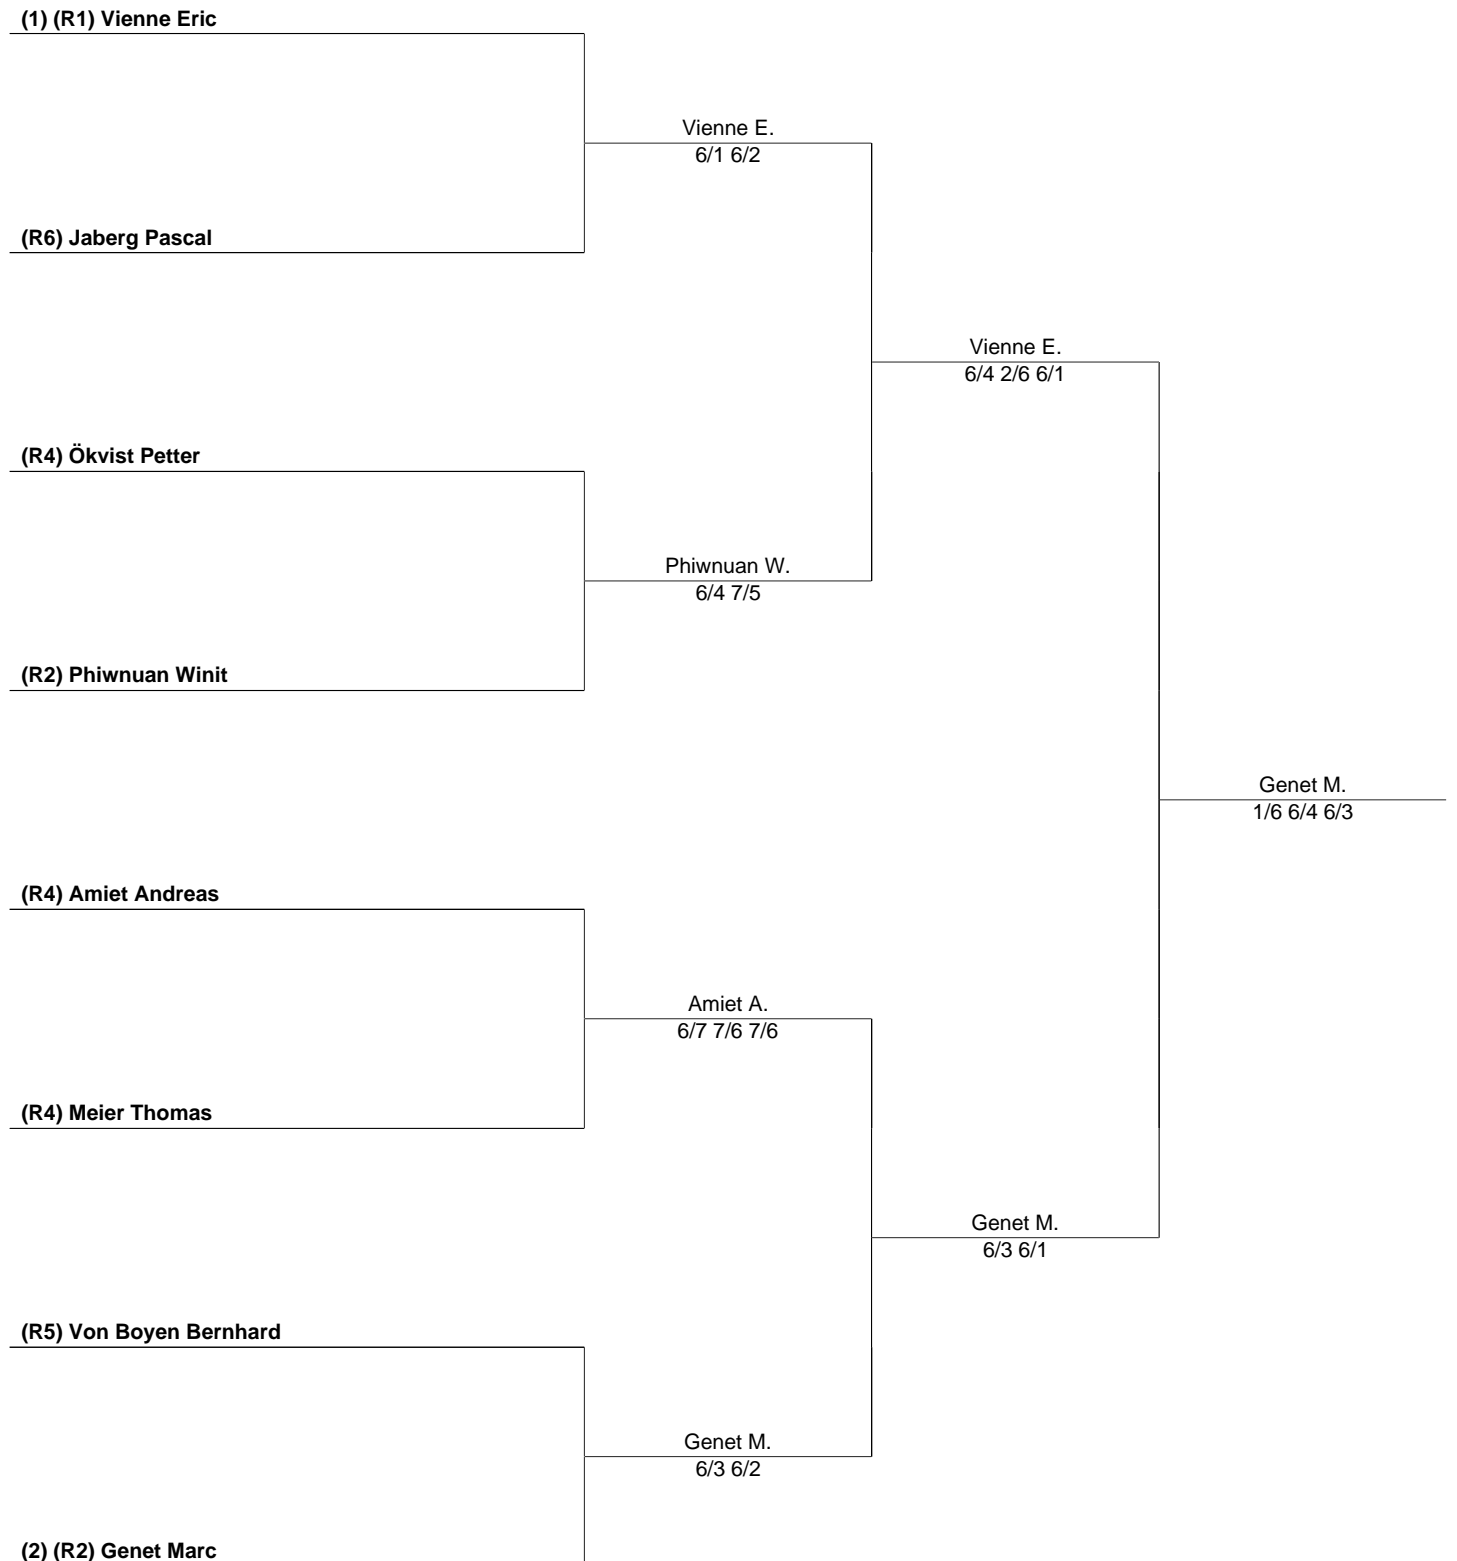 (1) (R1) Vienne Eric
Vienne E.
6/1 6/2
(R6) Jaberg Pascal
Vienne E.
6/4 2/6 6/1
(R4) Ökvist Petter
Phiwnuan W.
6/4 7/5
(R2) Phiwnuan Winit
Genet M.
1/6 6/4 6/3
(R4) Amiet Andreas
Amiet A.
6/7 7/6 7/6
(R4) Meier Thomas
Genet M.
6/3 6/1
(R5) Von Boyen Bernhard
Genet M.
6/3 6/2
(2) (R2) Genet Marc